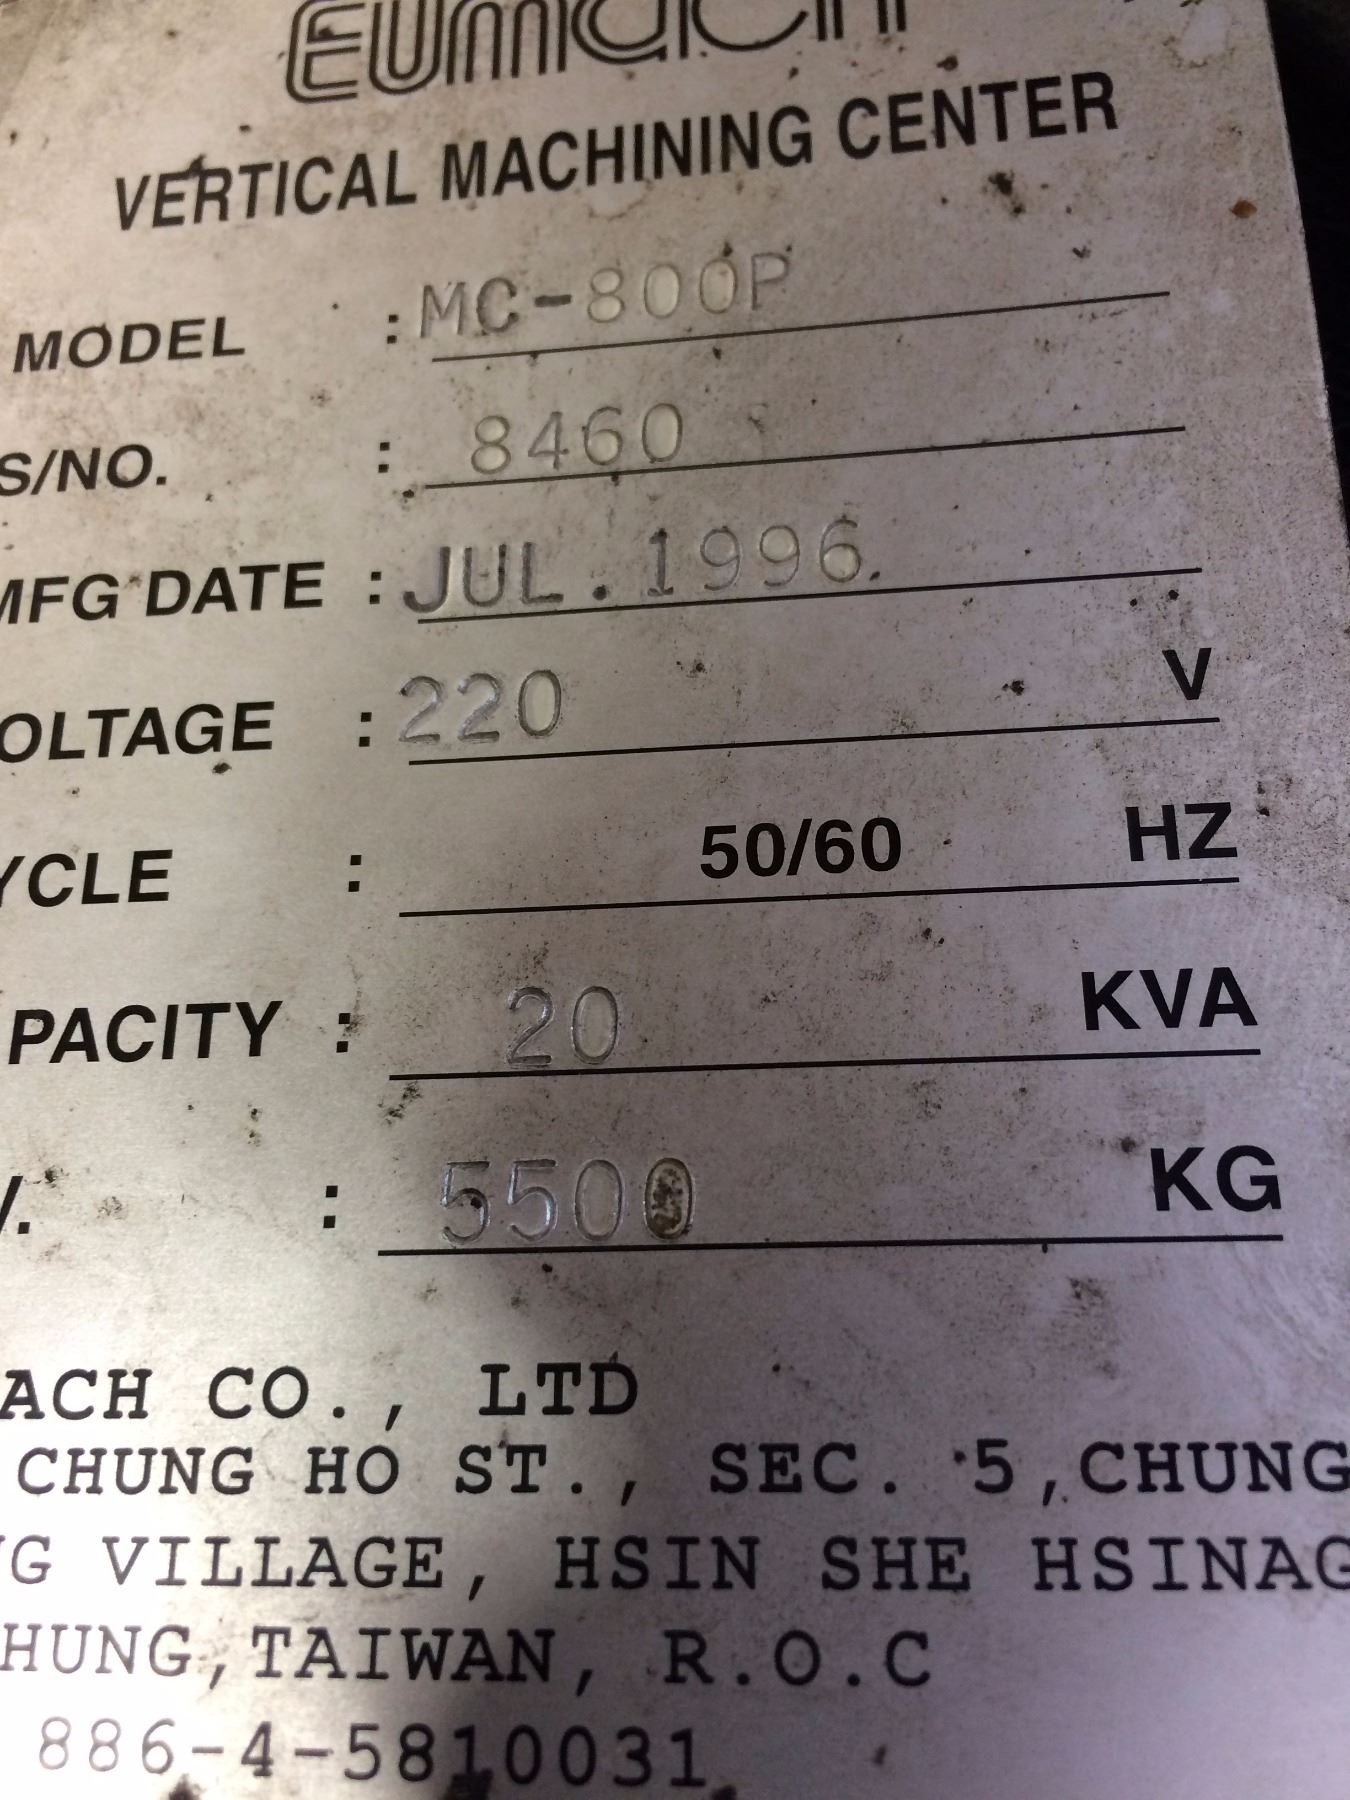 Eumach
VERTICAL MACHINING CENTER
MODEL : MC-800P
S/NO. : 8460
MFG DATE : JUL.1996.
OLTAGE : 220 V
YCLE : 50/60 HZ
PACITY : 20 KVA
. : 5500 KG
ACH CO., LTD
CHUNG HO ST., SEC. 5,CHUNG
G VILLAGE, HSIN SHE HSINAG
HUNG,TAIWAN, R.O.C
886-4-5810031